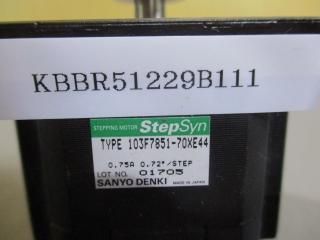 KBBR51229B111
STEPPING MOTOR StepSyn
TYPE 103F7851-70XE44
0.75A 0.72°/STEP
LOT NO. 01705
SANYO DENKI MADE IN JAPAN